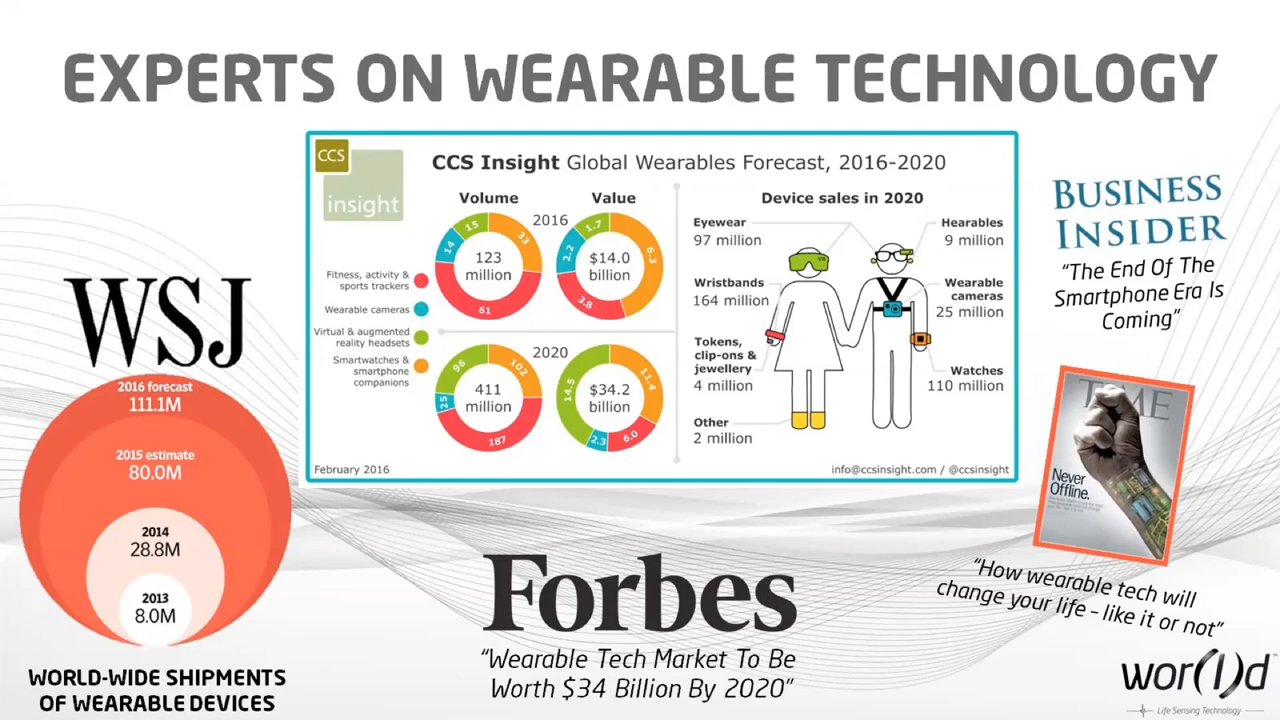 EXPERTS ON WEARABLE TECHNOLOGY
CCS
insight
CCS Insight Global Wearables Forecast, 2016-2020
Volume
Value
2016
15
33
14
61
123
million
1.7
6.3
2.2
3.8
$14.0
billion
Fitness, activity &
sports trackers
Wearable cameras
Virtual & augmented
reality headsets
Smartwatches &
smartphone
companions
2020
96
102
25
187
411
million
14.5
11.4
2.3
6.0
$34.2
billion
February 2016
Device sales in 2020
Eyewear
97 million
Wristbands
164 million
Tokens,
clip-ons &
jewellery
4 million
Other
2 million
Hearables
9 million
Wearable
cameras
25 million
Watches
110 million
VR
info@ccsinsight.com / @ccsinsight
WSJ
2016 forecast
111.1M
2015 estimate
80.0M
2014
28.8M
2013
8.0M
WORLD-WIDE SHIPMENTS
OF WEARABLE DEVICES
Forbes
“Wearable Tech Market To Be
Worth $34 Billion By 2020”
BUSINESS
INSIDER
“The End Of The
Smartphone Era Is
Coming”
TIME
Never
Offline.
“How wearable tech will
change your life – like it or not”
wor(l)d™
Life Sensing Technology